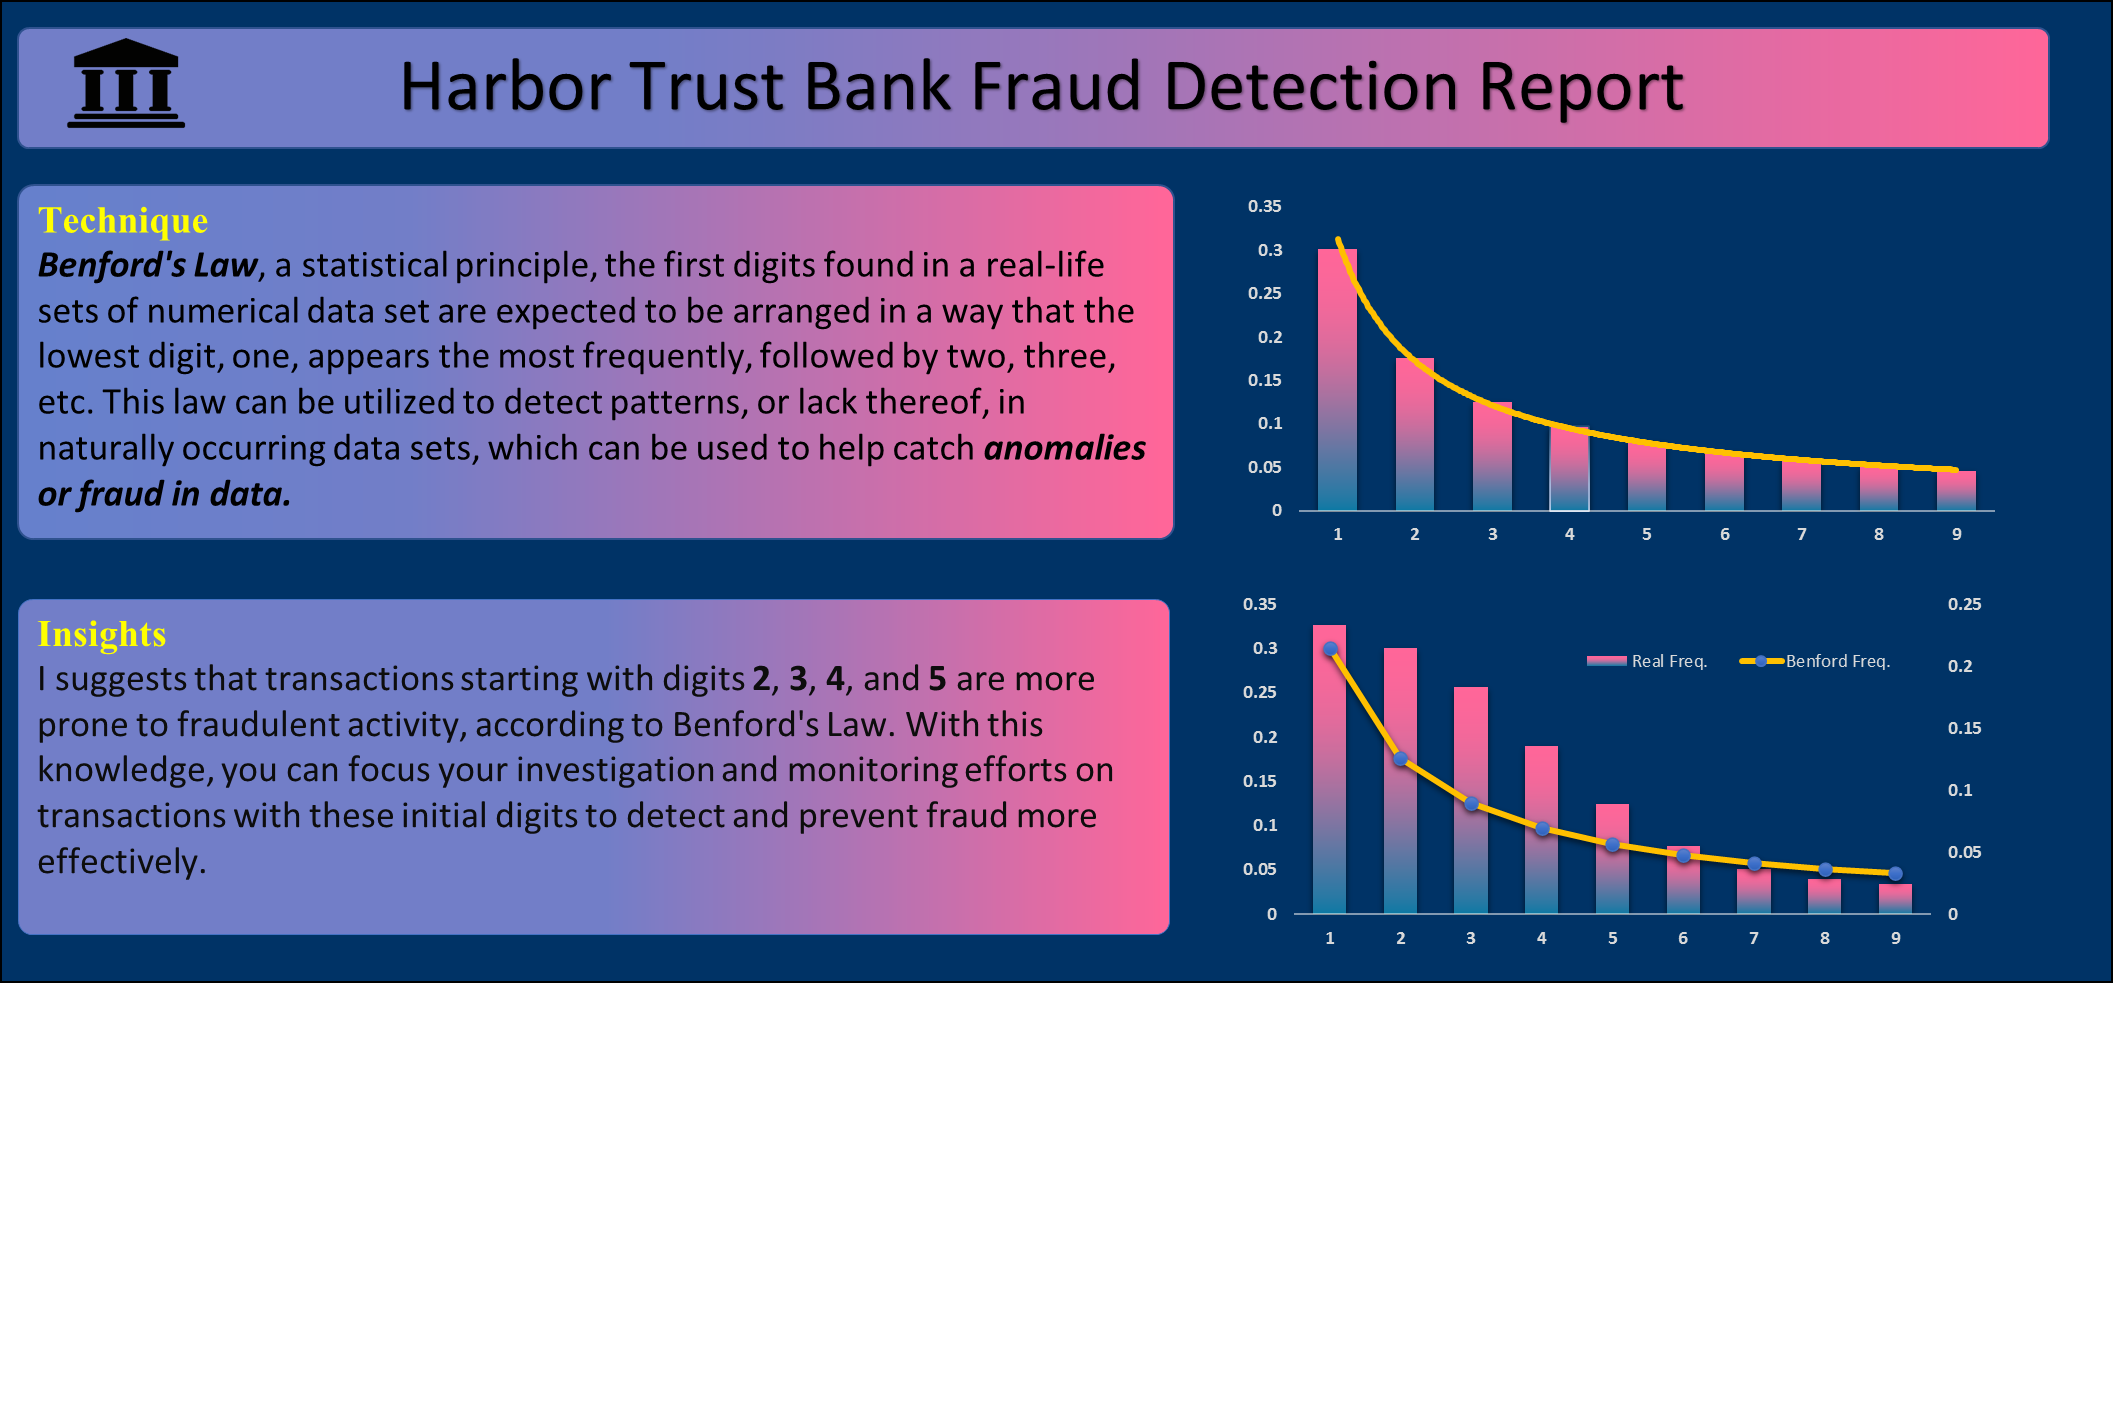 Harbor Trust Bank Fraud Detection Report
Technique
Benford's Law, a statistical principle, the first digits found in a real-life
sets of numerical data set are expected to be arranged in a way that the
lowest digit, one, appears the most frequently, followed by two, three,
etc. This law can be utilized to detect patterns, or lack thereof, in
naturally occurring data sets, which can be used to help catch anomalies
or fraud in data.
0.35
0.3
0.25
0.2
0.15
0.1
0.05
0
1 2 3 4 5 6 7 8 9
Insights
I suggests that transactions starting with digits 2, 3, 4, and 5 are more
prone to fraudulent activity, according to Benford's Law. With this
knowledge, you can focus your investigation and monitoring efforts on
transactions with these initial digits to detect and prevent fraud more
effectively.
0.35
0.3
0.25
0.2
0.15
0.1
0.05
0
Real Freq. Benford Freq.
0.25
0.2
0.15
0.1
0.05
0
1 2 3 4 5 6 7 8 9